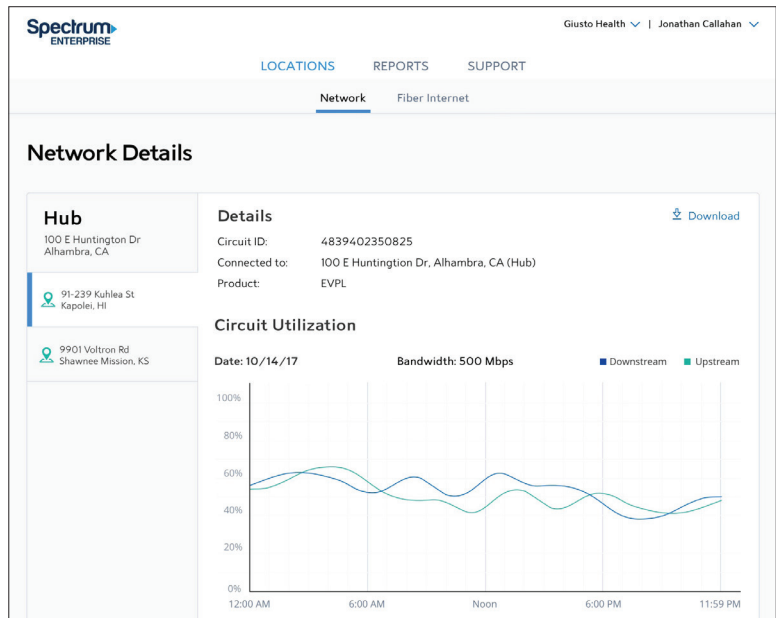 Spectrum
ENTERPRISE
Giusto Health | Jonathan Callahan
LOCATIONS REPORTS SUPPORT
Network Fiber Internet
Network Details
Hub
100 E Huntington Dr
Alhambra, CA
91-239 Kuhlea St
Kapolei, HI
9901 Voltron Rd
Shawnee Mission, KS
Details
Download
Circuit ID: 4839402350825
Connected to: 100 E Huntingtion Dr, Alhambra, CA (Hub)
Product: EVPL
Circuit Utilization
Date: 10/14/17 Bandwidth: 500 Mbps Downstream Upstream
100%
80%
60%
40%
20%
0%
12:00 AM 6:00 AM Noon 6:00 PM 11:59 PM